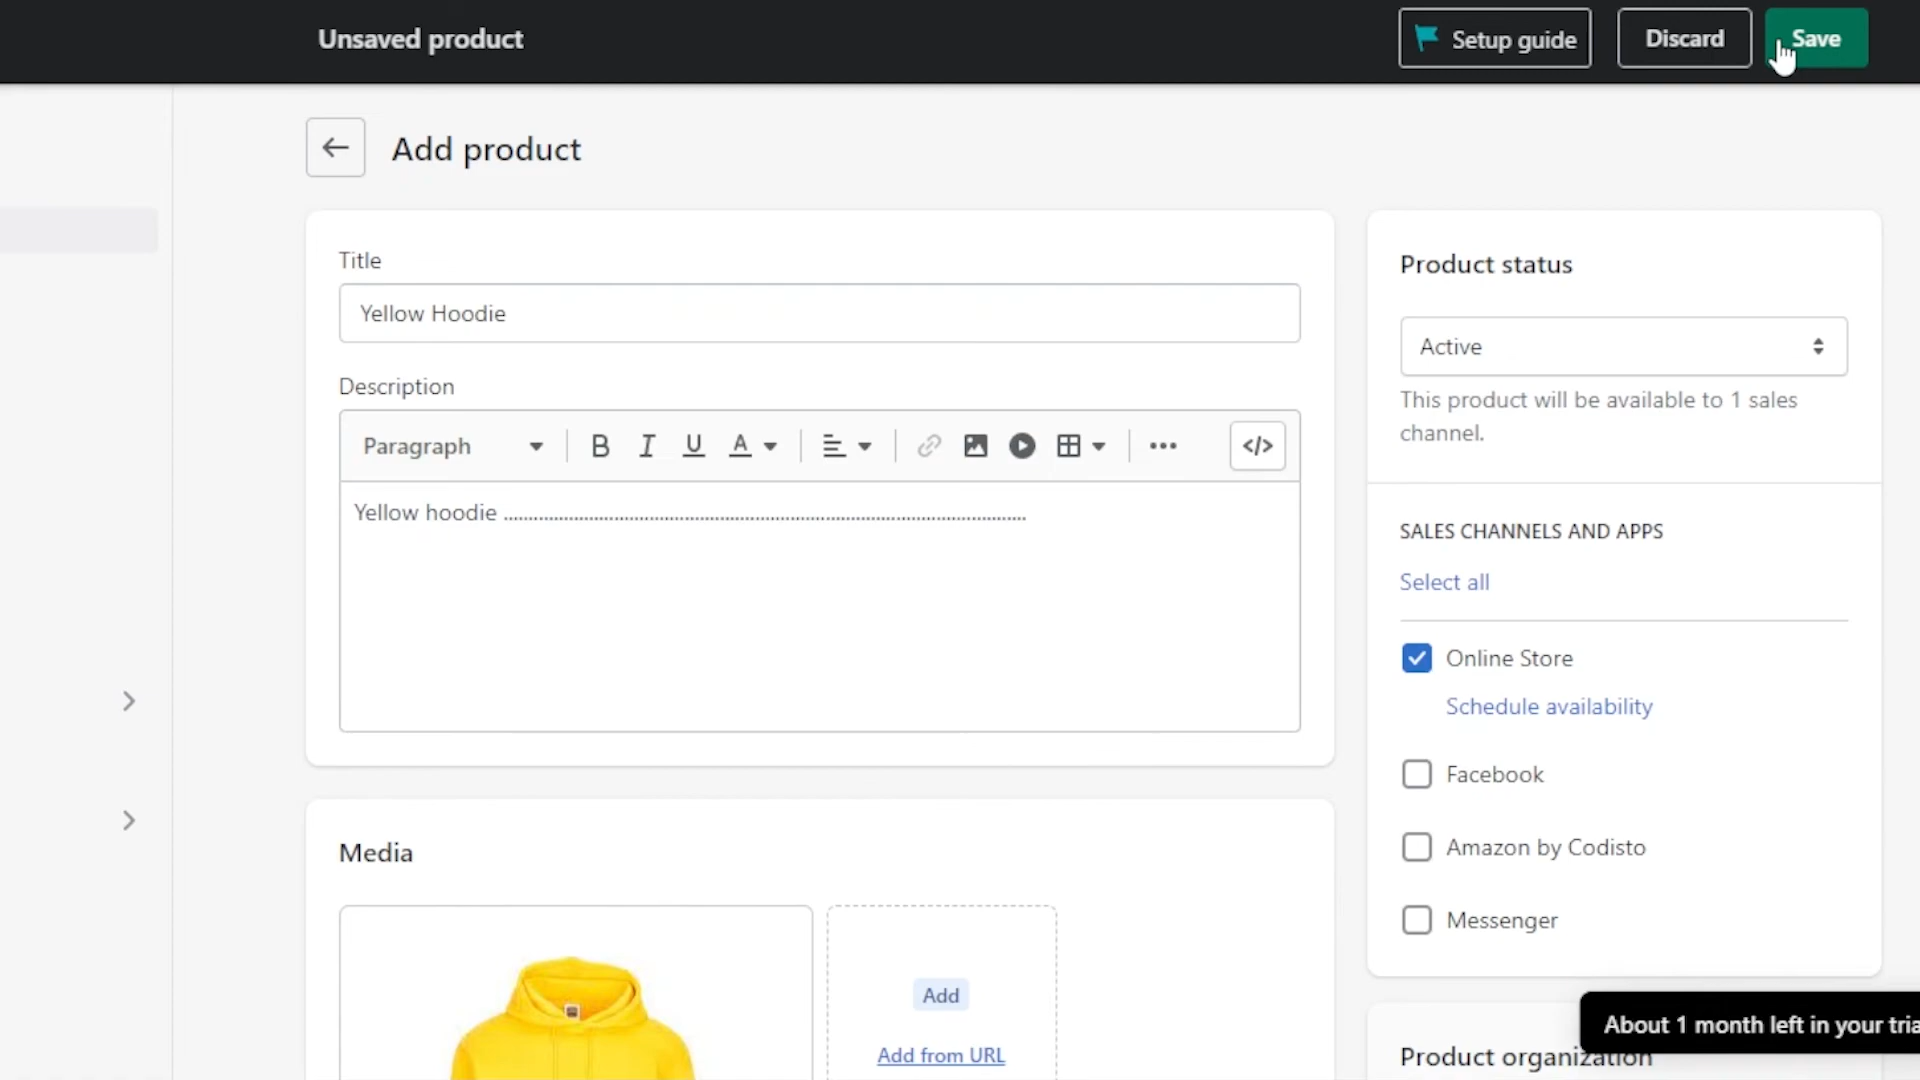 Unsaved product
Setup guide
Discard
Save
Add product
Title
Yellow Hoodie
Description
Paragraph
B I U A
</>
Yellow hoodie ............................................................................................
Media
Add
Add from URL
Product status
Active
This product will be available to 1 sales
channel.
SALES CHANNELS AND APPS
Select all
Online Store
Schedule availability
Facebook
Amazon by Codisto
Messenger
About 1 month left in your tria
Product organization